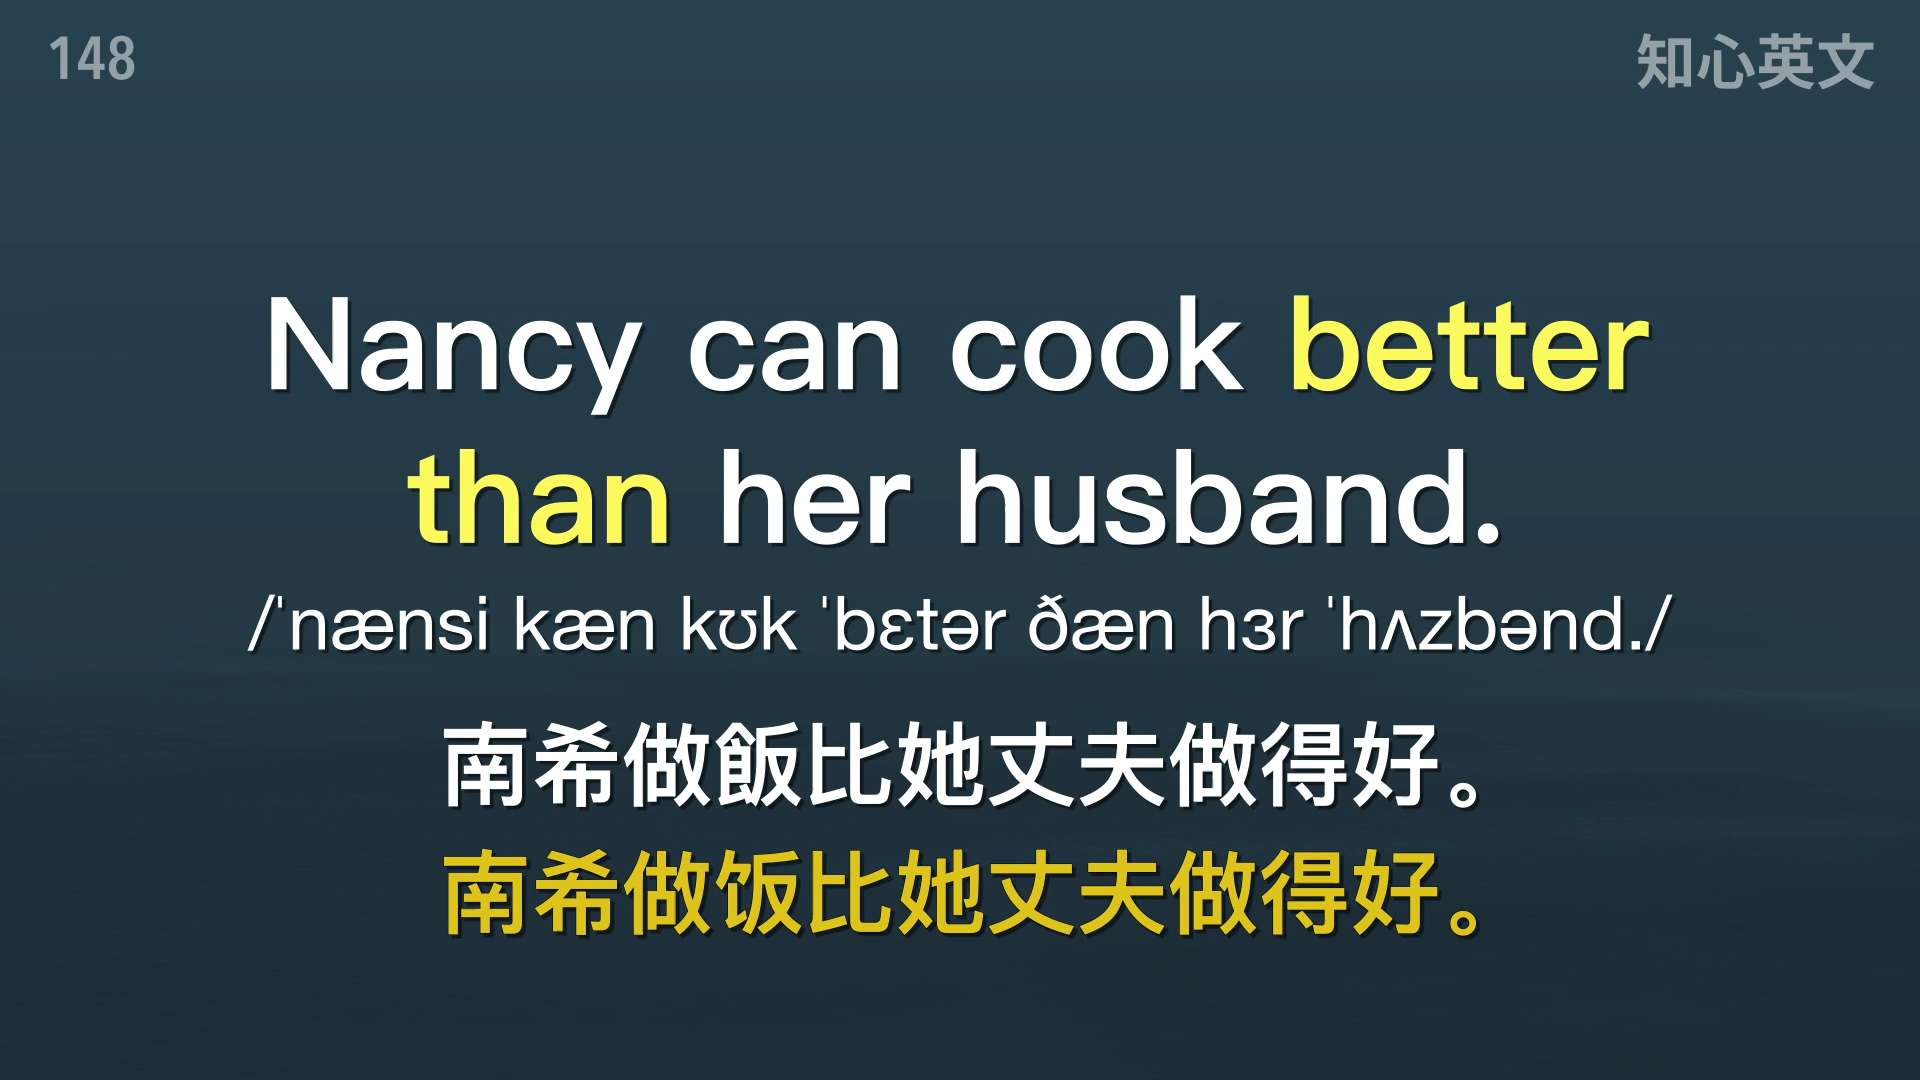 148
知心英文
Nancy can cook better
than her husband.
/ˈnænsi kæn kʊk ˈbɛtər ðæn hɜr ˈhʌzbənd./
南希做飯比她丈夫做得好。
南希做饭比她丈夫做得好。